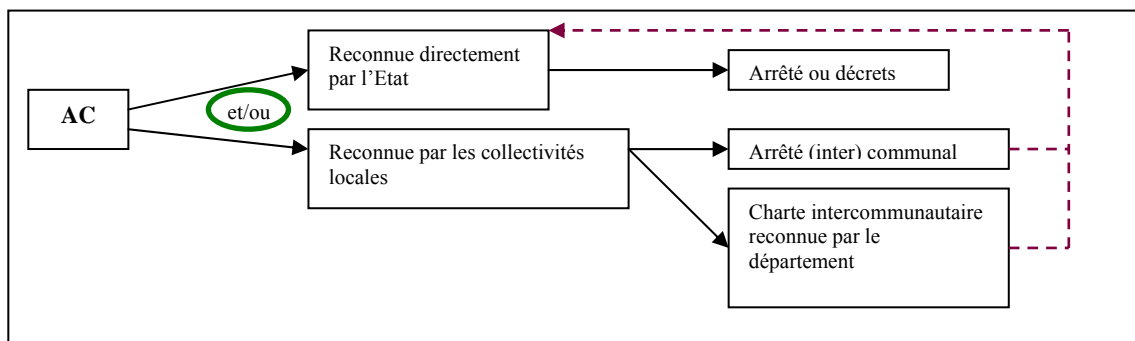 AC
et/ou
Reconnue directement
par l'Etat
Arrêté ou décrets
Reconnue par les collectivités
locales
Arrêté (inter) communal
Charte intercommunautaire
reconnue par le
département